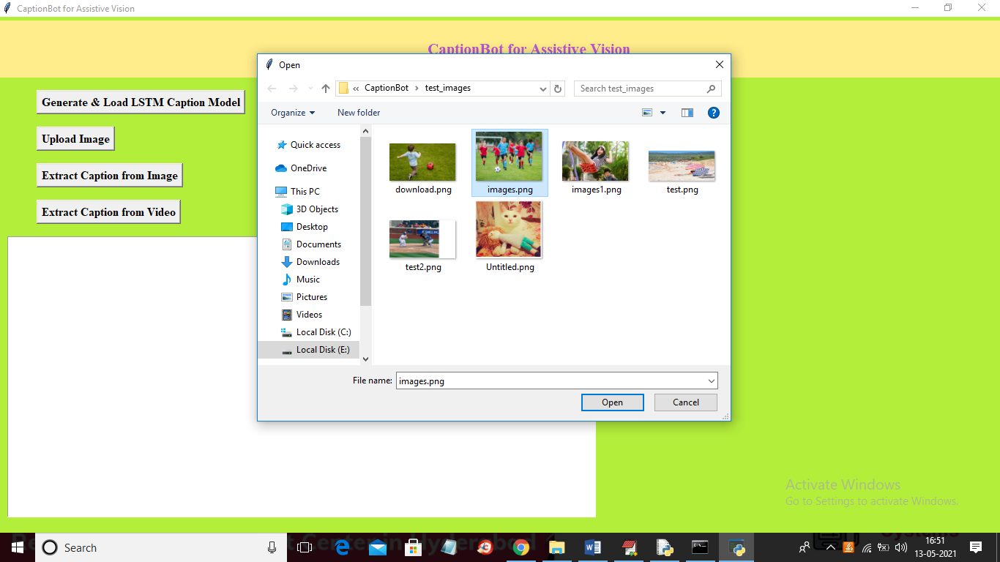 CaptionBot for Assistive Vision
CaptionBot for Assistive Vision
Generate & Load LSTM Caption Model
Upload Image
Extract Caption from Image
Extract Caption from Video
Open
« CaptionBot › test_images
Search test_images
Organize
New folder
Quick access
OneDrive
This PC
3D Objects
Desktop
Documents
Downloads
Music
Pictures
Videos
Local Disk (C:)
Local Disk (E:)
download.png
images.png
images1.png
test.png
test2.png
Untitled.png
File name: images.png
Open
Cancel
Activate Windows
Go to Settings to activate Windows.
Search
16:51
13-05-2021